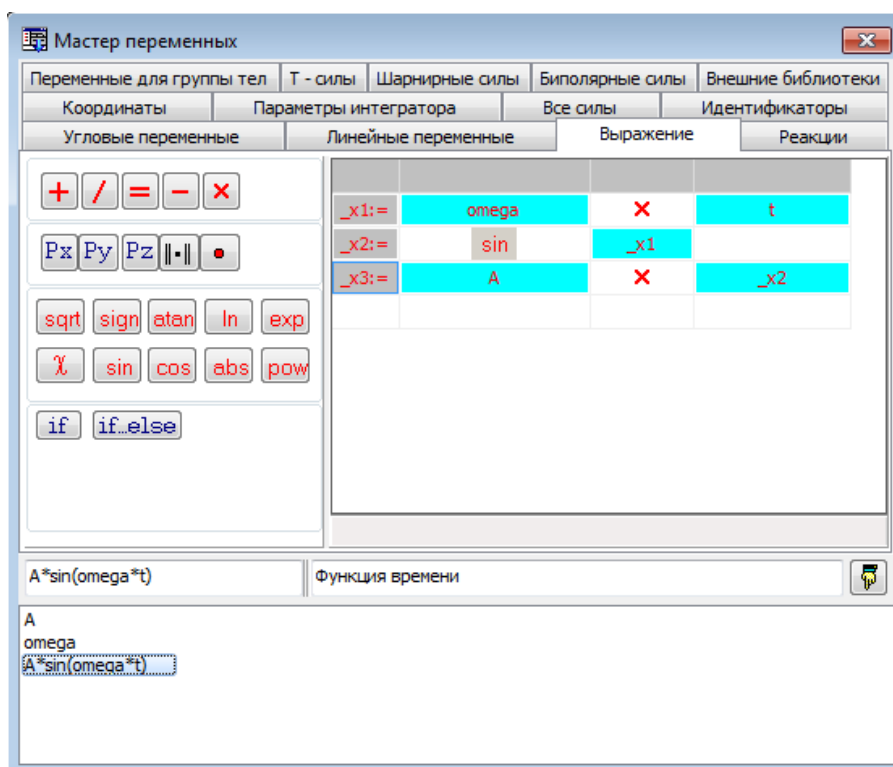 Мастер переменных
Переменные для группы тел Т - силы Шарнирные силы Биполярные силы Внешние библиотеки
Координаты Параметры интегратора Все силы Идентификаторы
Угловые переменные Линейные переменные Выражение Реакции
+ / = − ×
_x1:= omega × t
_x2:= sin _x1
Px Py Pz ‖•‖ •
_x3:= A × _x2
sqrt sign atan ln exp
χ sin cos abs pow
if if…else
A*sin(omega*t) Функция времени
A
omega
A*sin(omega*t)